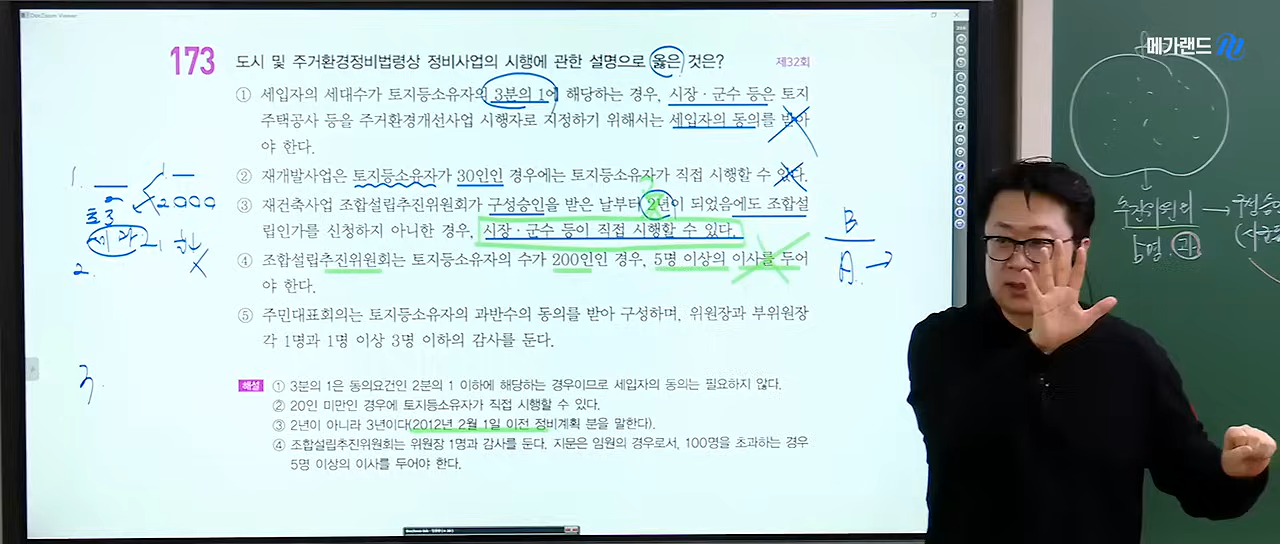 메가랜드
173 도시 및 주거환경정비법령상 정비사업의 시행에 관한 설명으로 옳은 것은? 제32회
① 세입자의 세대수가 토지등소유자의 3분의 1에 해당하는 경우, 시장·군수 등은 토지
주택공사 등을 주거환경개선사업 시행자로 지정하기 위해서는 세입자의 동의를 받아
야 한다.
② 재개발사업은 토지등소유자가 30인인 경우에는 토지등소유자가 직접 시행할 수 있다.
③ 재건축사업 조합설립추진위원회가 구성승인을 받은 날부터 2년이 되었음에도 조합설
립인가를 신청하지 아니한 경우, 시장·군수 등이 직접 시행할 수 있다.
④ 조합설립추진위원회는 토지등소유자의 수가 200인인 경우, 5명 이상의 이사를 두어
야 한다.
⑤ 주민대표회의는 토지등소유자의 과반수의 동의를 받아 구성하며, 위원장과 부위원장
각 1명과 1명 이상 3명 이하의 감사를 둔다.
해설 ① 3분의 1은 동의요건인 2분의 1 이하에 해당하는 경우이므로 세입자의 동의는 필요하지 않다.
② 20인 미만인 경우에 토지등소유자가 직접 시행할 수 있다.
③ 2년이 아니라 3년이다(2012년 2월 1일 이전 정비계획 분을 말한다).
④ 조합설립추진위원회는 위원장 1명과 감사를 둔다. 지문은 임원의 경우로서, 100명을 초과하는 경우
5명 이상의 이사를 두어야 한다.
1.
2000
2.
3
B
A
추진위원회
5명 과